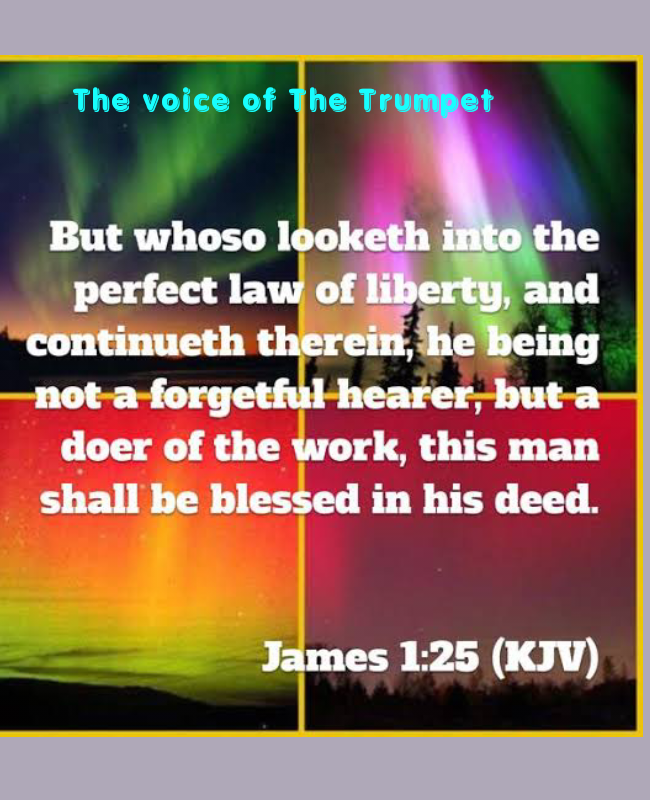 The voice of The Trumpet
But whoso looketh into the
perfect law of liberty, and
continueth therein, he being
not a forgetful hearer, but a
doer of the work, this man
shall be blessed in his deed.
James 1:25 (KJV)